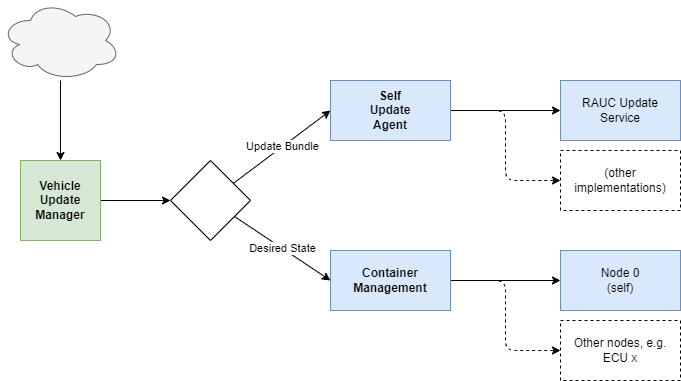 Self
Update
Agent
RAUC Update
Service
Update Bundle
(other
implementations)
Vehicle
Update
Manager
Desired State
Container
Management
Node 0
(self)
Other nodes, e.g.
ECU x